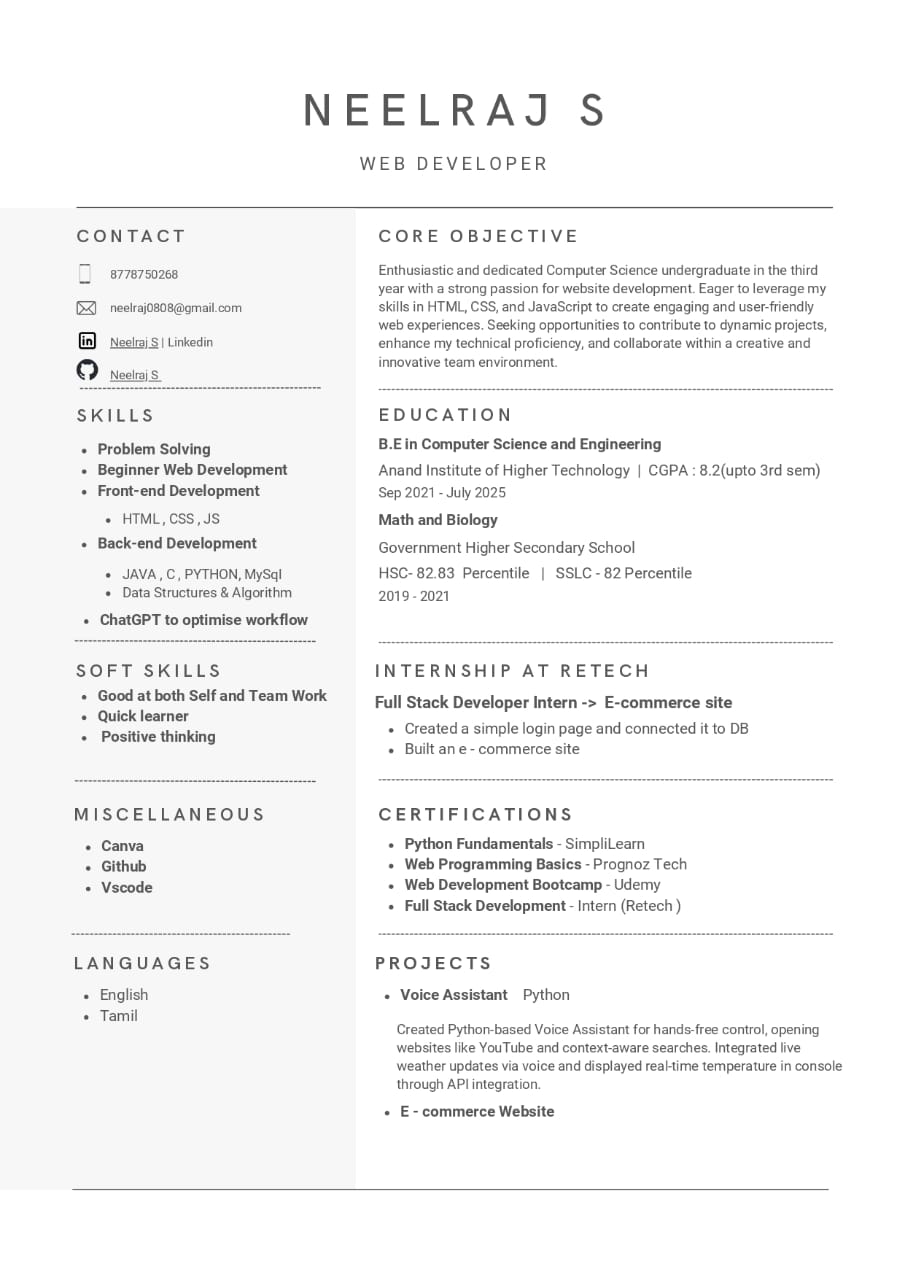 NEELRAJ S
WEB DEVELOPER
CONTACT
8778750268
neelraj0808@gmail.com
Neelraj S | Linkedin
Neelraj S
SKILLS
• Problem Solving
• Beginner Web Development
• Front-end Development
• HTML , CSS , JS
• Back-end Development
• JAVA , C , PYTHON, MySql
• Data Structures & Algorithm
• ChatGPT to optimise workflow
SOFT SKILLS
• Good at both Self and Team Work
• Quick learner
• Positive thinking
MISCELLANEOUS
• Canva
• Github
• Vscode
LANGUAGES
• English
• Tamil
CORE OBJECTIVE
Enthusiastic and dedicated Computer Science undergraduate in the third
year with a strong passion for website development. Eager to leverage my
skills in HTML, CSS, and JavaScript to create engaging and user-friendly
web experiences. Seeking opportunities to contribute to dynamic projects,
enhance my technical proficiency, and collaborate within a creative and
innovative team environment.
EDUCATION
B.E in Computer Science and Engineering
Anand Institute of Higher Technology | CGPA : 8.2(upto 3rd sem)
Sep 2021 - July 2025
Math and Biology
Government Higher Secondary School
HSC- 82.83 Percentile | SSLC - 82 Percentile
2019 - 2021
INTERNSHIP AT RETECH
Full Stack Developer Intern -> E-commerce site
• Created a simple login page and connected it to DB
• Built an e - commerce site
CERTIFICATIONS
• Python Fundamentals - SimpliLearn
• Web Programming Basics - Prognoz Tech
• Web Development Bootcamp - Udemy
• Full Stack Development - Intern (Retech )
PROJECTS
• Voice Assistant Python
Created Python-based Voice Assistant for hands-free control, opening
websites like YouTube and context-aware searches. Integrated live
weather updates via voice and displayed real-time temperature in console
through API integration.
• E - commerce Website